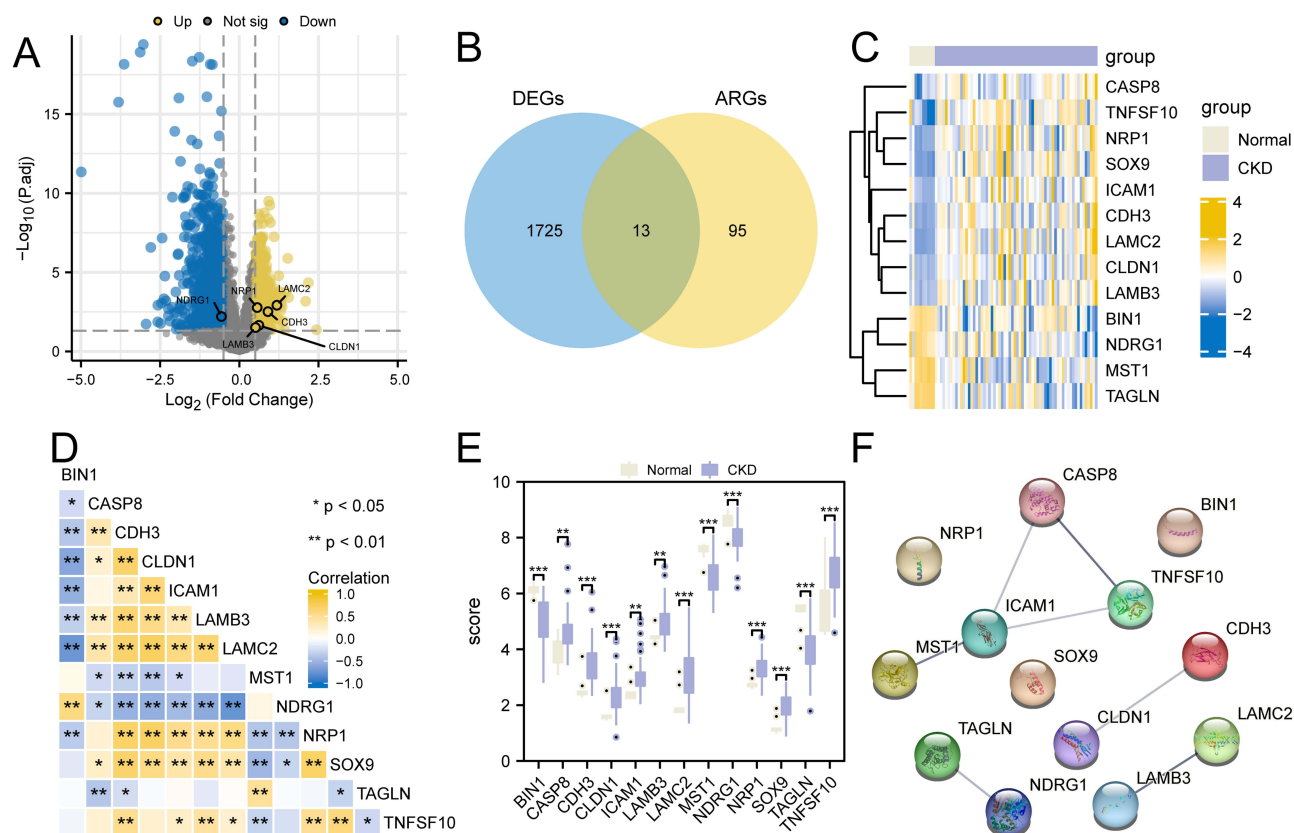 A
Up Not sig Down
−Log10 (P.adj)
15
10
5
0
NDRG1
NRP1
LAMC2
CDH3
LAMB3
CLDN1
−5.0 −2.5 0.0 2.5 5.0
Log2 (Fold Change)
B
DEGs ARGs
1725 13 95
C
group
CASP8
TNFSF10
NRP1
SOX9
ICAM1
CDH3
LAMC2
CLDN1
LAMB3
BIN1
NDRG1
MST1
TAGLN
group
Normal
CKD
4
2
0
−2
−4
D
BIN1
* CASP8
** ** CDH3
** * ** CLDN1
** ** ** ICAM1
** ** ** ** ** LAMB3
** ** ** ** ** ** LAMC2
* ** ** * MST1
** * ** ** ** ** ** NDRG1
** ** ** ** ** ** ** ** NRP1
* ** ** ** ** ** ** * ** SOX9
** * ** * TAGLN
** * ** * ** ** ** * TNFSF10
* p < 0.05
** p < 0.01
Correlation
1.0
0.5
0.0
−0.5
−1.0
E
Normal CKD
score
10
8
6
4
2
0
*** ** *** *** ** ** *** *** *** *** *** *** ***
BIN1 CASP8 CDH3 CLDN1 ICAM1 LAMB3 LAMC2 MST1 NDRG1 NRP1 SOX9 TAGLN TNFSF10
F
CASP8
BIN1
NRP1
TNFSF10
ICAM1
CDH3
MST1
SOX9
CLDN1
LAMC2
TAGLN
NDRG1
LAMB3